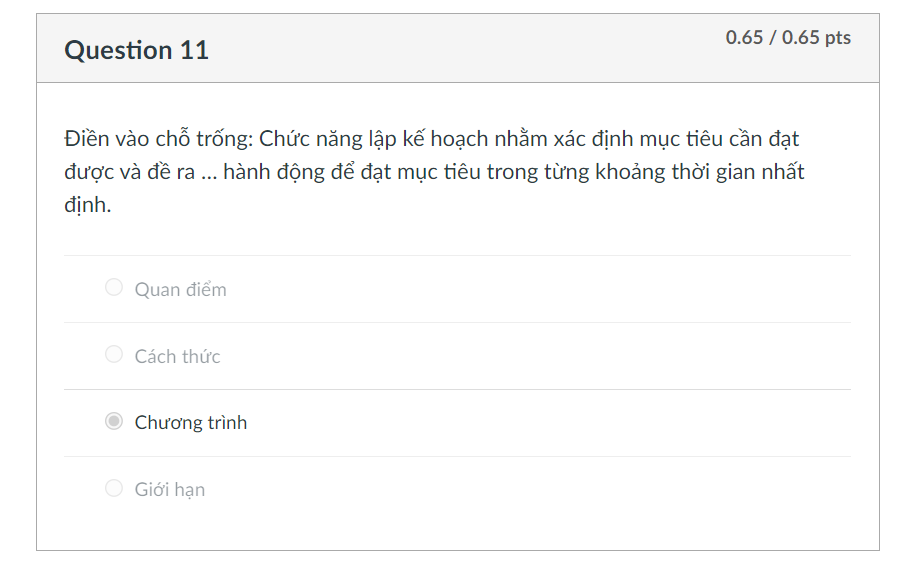 Question 11
0.65 / 0.65 pts
Điền vào chỗ trống: Chức năng lập kế hoạch nhằm xác định mục tiêu cần đạt
được và đề ra ... hành động để đạt mục tiêu trong từng khoảng thời gian nhất
định.
Quan điểm
Cách thức
Chương trình
Giới hạn